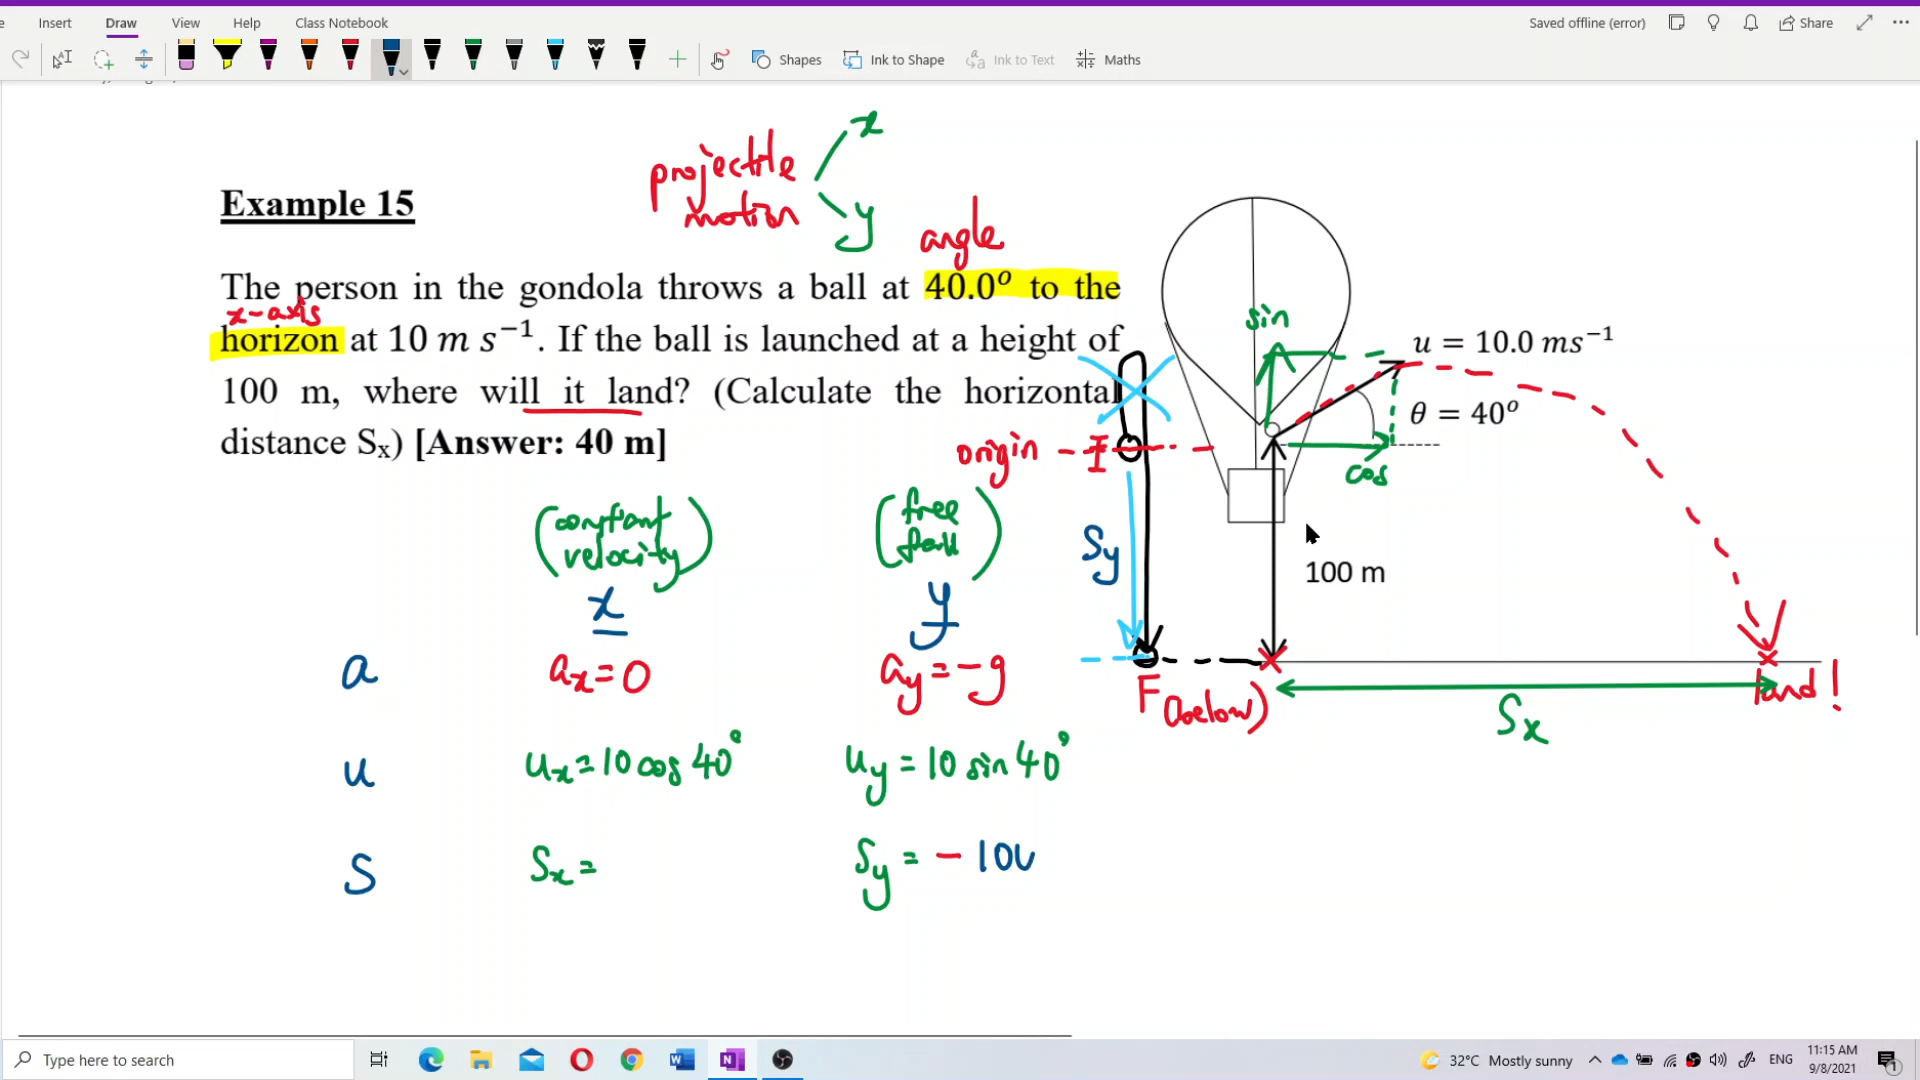 Insert Draw View Help Class Notebook Saved offline (error) Share
Shapes Ink to Shape Ink to Text Maths
projectile motion
x
y
Example 15
angle
The person in the gondola throws a ball at 40.0° to the
x-axis
horizon at 10 m s⁻¹. If the ball is launched at a height of
100 m, where will it land? (Calculate the horizontal
distance Sₓ) [Answer: 40 m]
sin
u = 10.0 ms⁻¹
θ = 40°
cos
origin
I
Sy
100 m
F (below)
land!
Sx
(constant velocity)
(free fall)
x
y
a ax = 0 ay = -g
u ux = 10 cos 40° uy = 10 sin 40°
S Sx = Sy = - 100
Type here to search
32°C Mostly sunny ENG 11:15 AM
9/8/2021
1